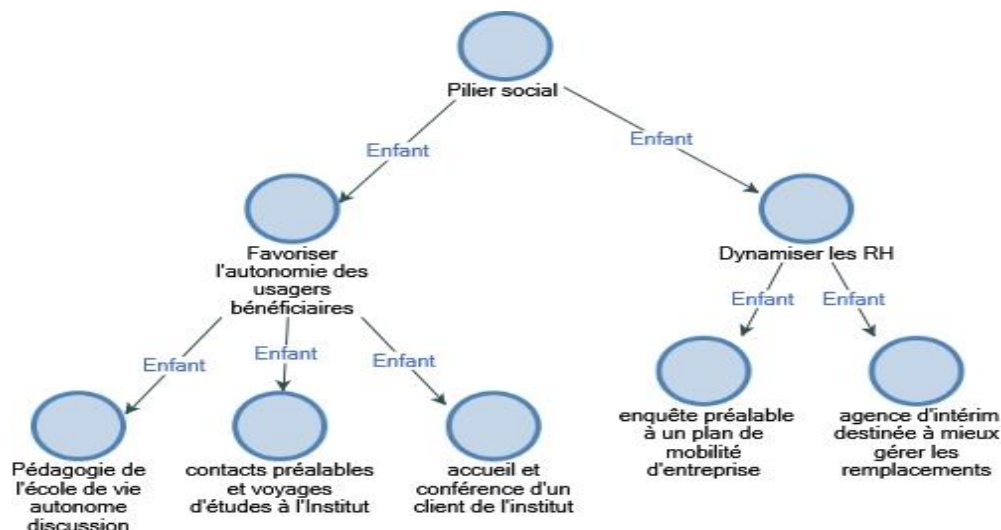 Pilier social
Enfant
Enfant
Favoriser
l'autonomie des
usagers
bénéficiaires
Dynamiser les RH
Enfant
Enfant
Enfant
Enfant
Enfant
Pédagogie de
l'école de vie
autonome
discussion
contacts préalables
et voyages
d'études à l'Institut
accueil et
conférence d'un
client de l'institut
enquête préalable
à un plan de
mobilité
d'entreprise
agence d'intérim
destinée à mieux
gérer les
remplacements